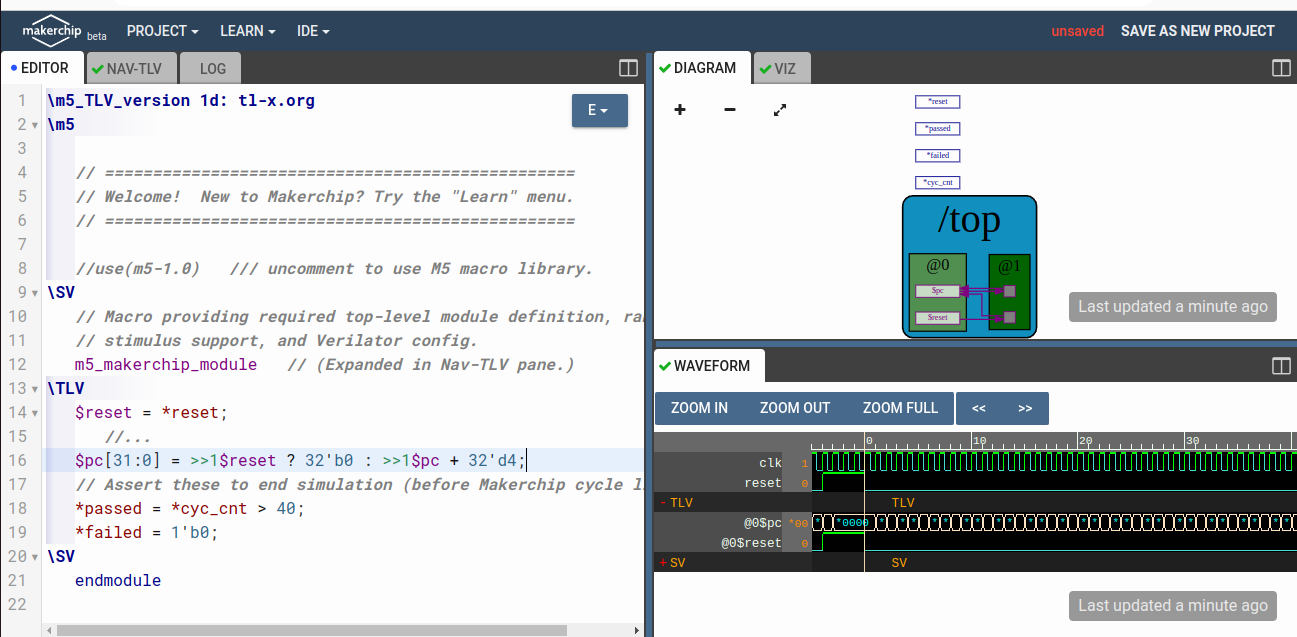 makerchip beta PROJECT LEARN IDE unsaved SAVE AS NEW PROJECT
EDITOR NAV-TLV LOG
1 \m5_TLV_version 1d: tl-x.org
E
2 \m5
3
4 // =================================================
5 // Welcome!  New to Makerchip? Try the "Learn" menu.
6 // =================================================
7
8 //use(m5-1.0)   /// uncomment to use M5 macro library.
9 \SV
10 // Macro providing required top-level module definition, ra
11 // stimulus support, and Verilator config.
12 m5_makerchip_module   // (Expanded in Nav-TLV pane.)
13 \TLV
14 $reset = *reset;
15 //...
16 $pc[31:0] = >>1$reset ? 32'b0 : >>1$pc + 32'd4;
17 // Assert these to end simulation (before Makerchip cycle l
18 *passed = *cyc_cnt > 40;
19 *failed = 1'b0;
20 \SV
21 endmodule
22
DIAGRAM VIZ
+ −
*reset
*passed
*failed
*cyc_cnt
/top
@0 @1
$pc
$reset
Last updated a minute ago
WAVEFORM
ZOOM IN ZOOM OUT ZOOM FULL << >>
0 10 20 30
clk 1
reset 0
- TLV TLV
@0$pc *00 *0000
@0$reset 0
+ SV SV
Last updated a minute ago